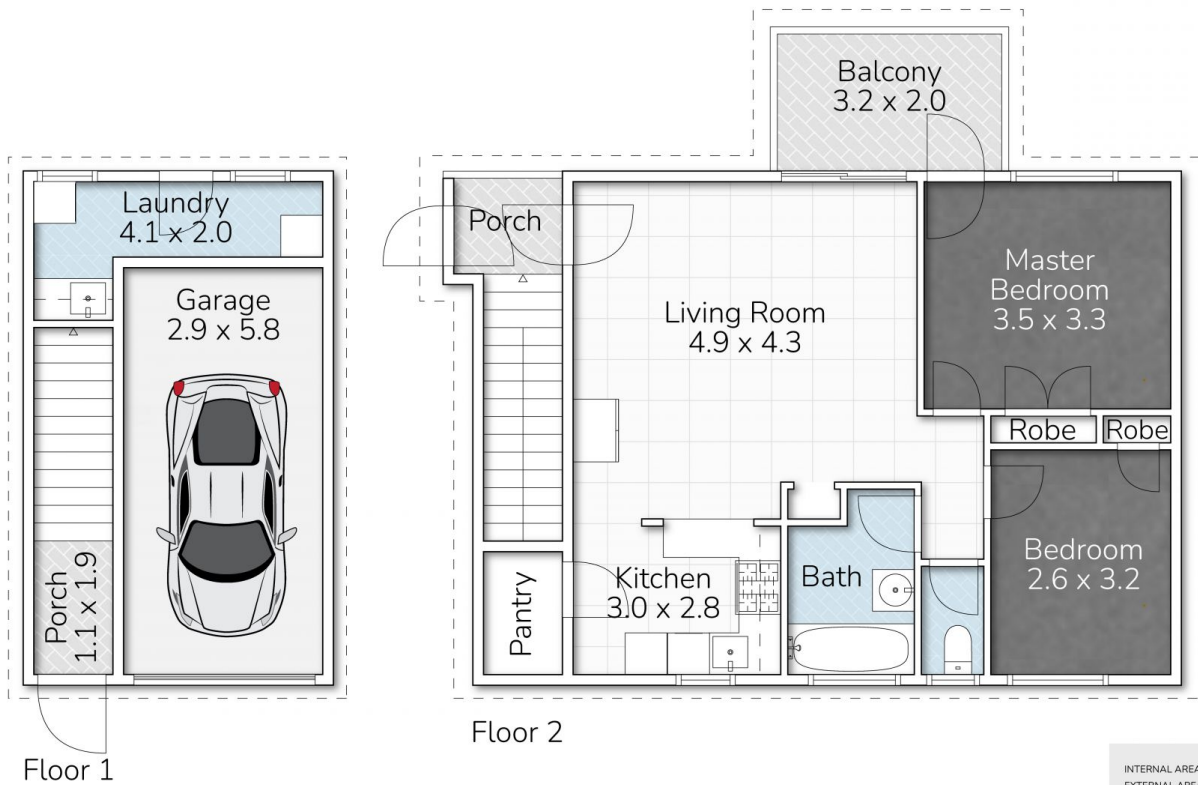 Laundry
4.1 x 2.0
Garage
2.9 x 5.8
Porch
1.1 x 1.9
Floor 1
Balcony
3.2 x 2.0
Porch
Living Room
4.9 x 4.3
Master
Bedroom
3.5 x 3.3
Robe
Robe
Bedroom
2.6 x 3.2
Kitchen
3.0 x 2.8
Pantry
Bath
Floor 2
INTERNAL AREA